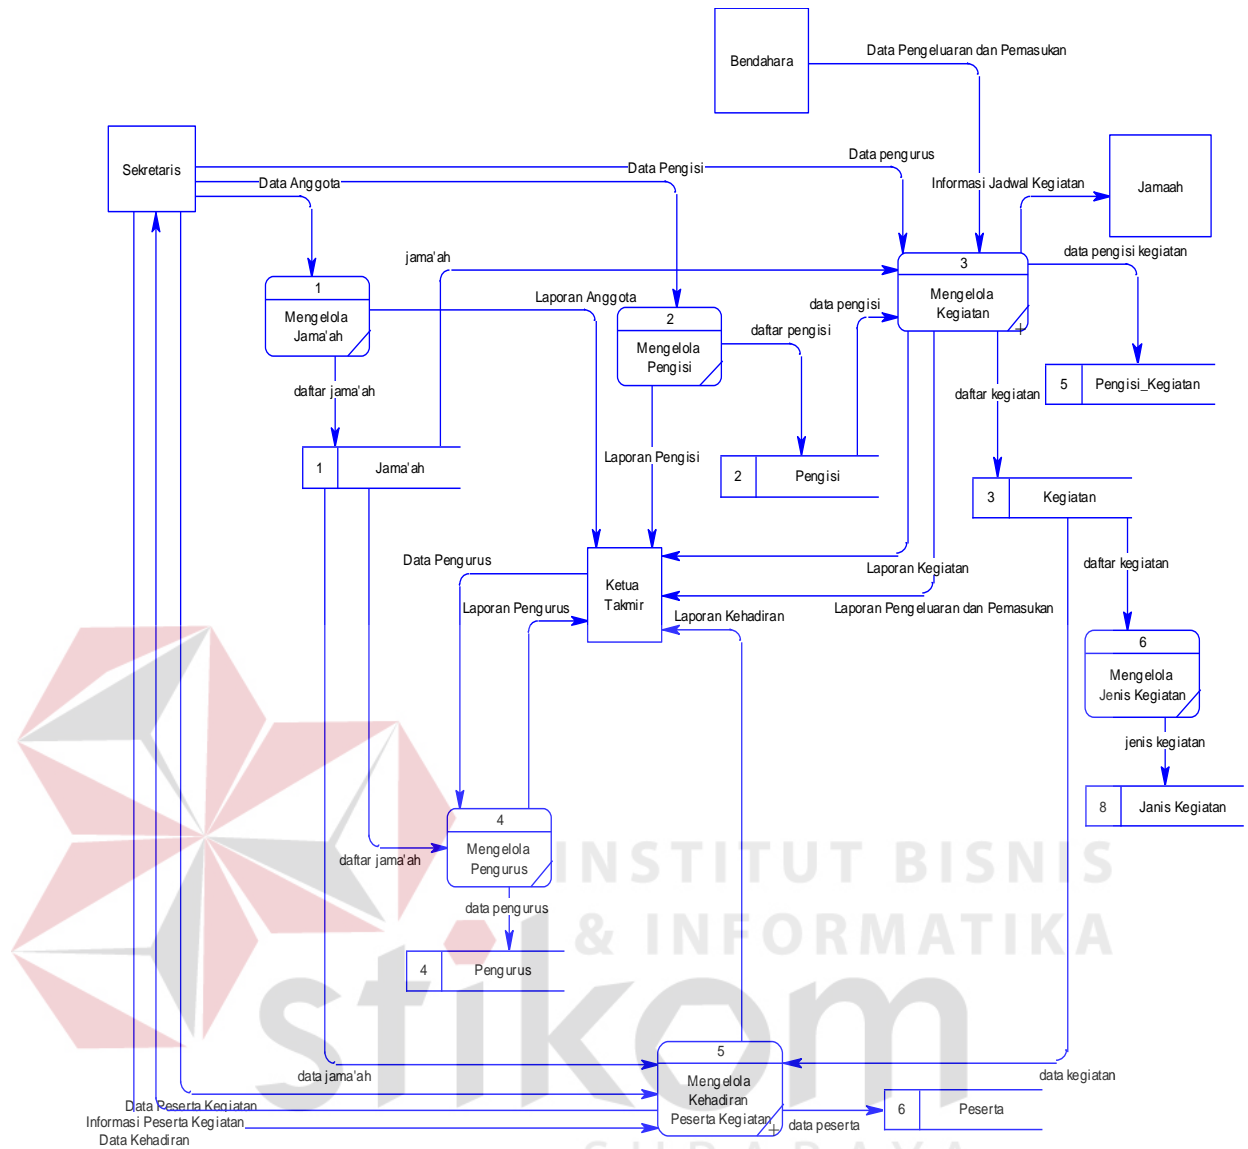 Bendahara
Data Pengeluaran dan Pemasukan
Sekretaris
Data pengurus
Data Pengisi
Data Anggota
Informasi Jadwal Kegiatan
Jamaah
jama'ah
data pengisi kegiatan
3
Mengelola
Kegiatan
1
Mengelola
Jama'ah
Laporan Anggota
2
Mengelola
Pengisi
daftar pengisi
data pengisi
5
Pengisi_Kegiatan
daftar jama'ah
daftar kegiatan
Laporan Pengisi
1
Jama'ah
2
Pengisi
3
Kegiatan
Data Pengurus
Ketua
Takmir
Laporan Kegiatan
daftar kegiatan
Laporan Pengurus
Laporan Kehadiran
Laporan Pengeluaran dan Pemasukan
6
Mengelola
Jenis Kegiatan
jenis kegiatan
8
Janis Kegiatan
4
Mengelola
Pengurus
daftar jama'ah
data pengurus
4
Pengurus
INSTITUT BISNIS
& INFORMATIKA
stikom
SURABAYA
5
Mengelola
Kehadiran
Peserta Kegiatan
data jama'ah
data kegiatan
Data Peserta Kegiatan
Informasi Peserta Kegiatan
Data Kehadiran
data peserta
6
Peserta